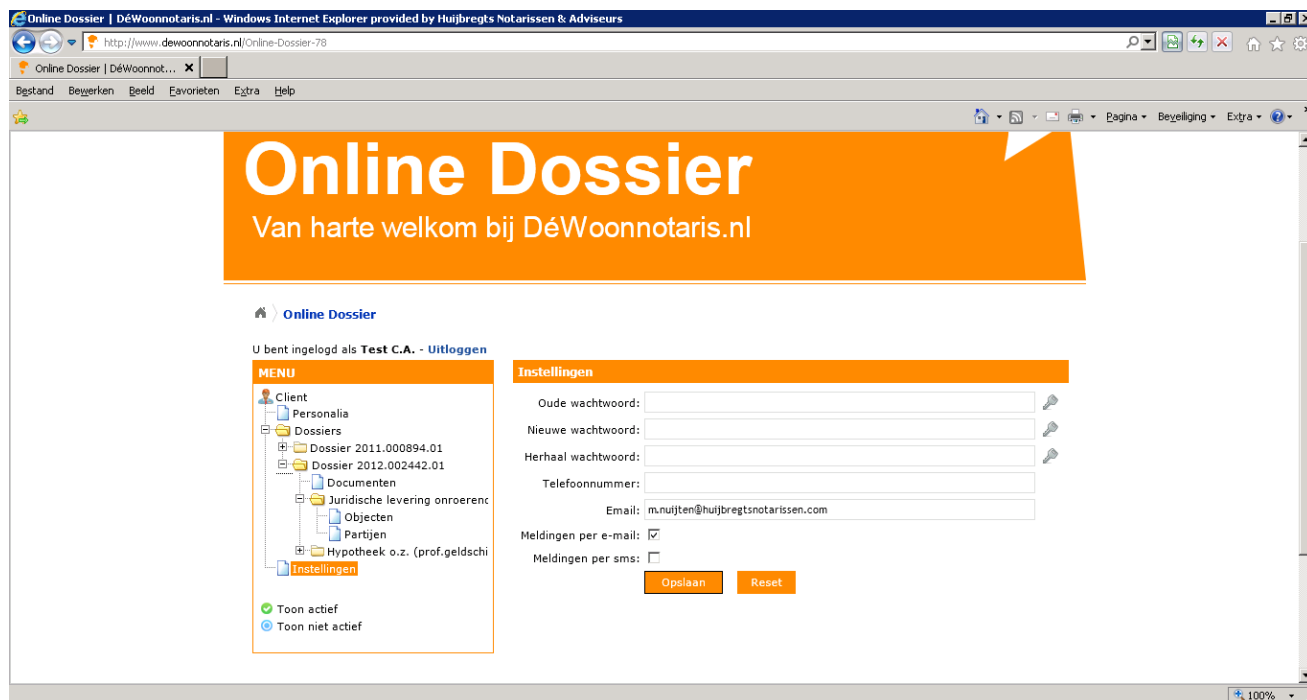 Online Dossier | DéWoonnotaris.nl - Windows Internet Explorer provided by Huijbregts Notarissen & Adviseurs
http://www.dewoonnotaris.nl/Online-Dossier-78
Online Dossier | DéWoonnot...
Bestand Bewerken Beeld Favorieten Extra Help
Pagina Beveiliging Extra
Online Dossier
Van harte welkom bij DéWoonnotaris.nl
Online Dossier
U bent ingelogd als Test C.A. - Uitloggen
MENU
Client
Personalia
Dossiers
Dossier 2011.000894.01
Dossier 2012.002442.01
Documenten
Juridische levering onroerend
Objecten
Partijen
Hypotheek o.z. (prof.geldschi
Instellingen
Toon actief
Toon niet actief
Instellingen
Oude wachtwoord:
Nieuwe wachtwoord:
Herhaal wachtwoord:
Telefoonnummer:
Email: m.nuijten@huijbregtsnotarissen.com
Meldingen per e-mail:
Meldingen per sms:
Opslaan Reset
100%